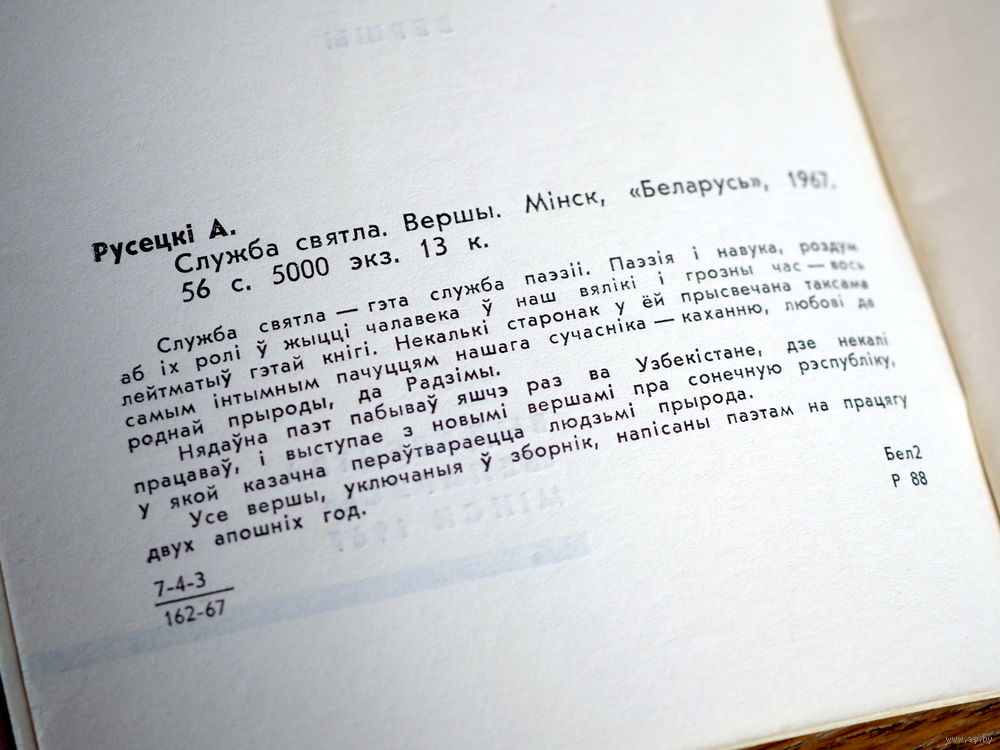 Русецкі А.
Служба святла. Вершы. Мінск, «Беларусь», 1967.
56 с. 5000 экз. 13 к.
Служба святла — гэта служба паэзіі. Паэзія і навука, роздум
аб іх ролі ў жыцці чалавека ў наш вялікі і грозны час — вось
лейтматыў гэтай кнігі. Некалькі старонак у ёй прысвечана таксама
самым інтымным пачуццям нашага сучасніка — каханню, любові да
роднай прыроды, да Радзімы.
Нядаўна паэт пабываў яшчэ раз ва Узбекістане, дзе некалі
працаваў, і выступае з новымі вершамі пра сонечную рэспубліку,
у якой казачна пераўтвараецца людзьмі прырода.
Усе вершы, уключаныя ў зборнік, напісаны паэтам на працягу
двух апошніх год.
7-4-3
162-67
Бел2
Р 88
www.ay.by